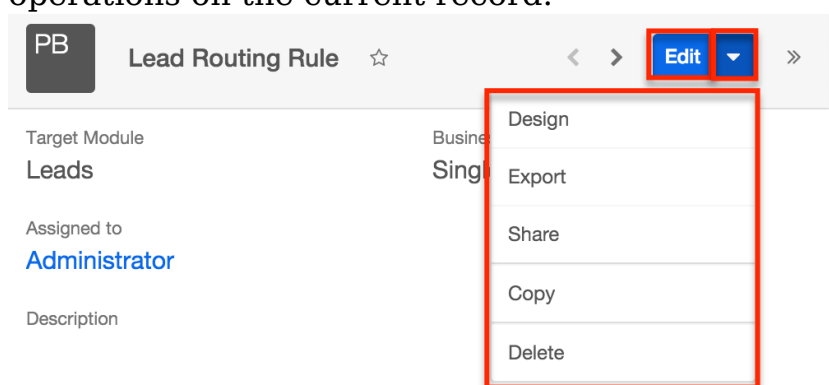 operations on the current record.
PB
Lead Routing Rule
Edit
Target Module
Leads
Design
Export
Share
Copy
Delete
Assigned to
Administrator
Description